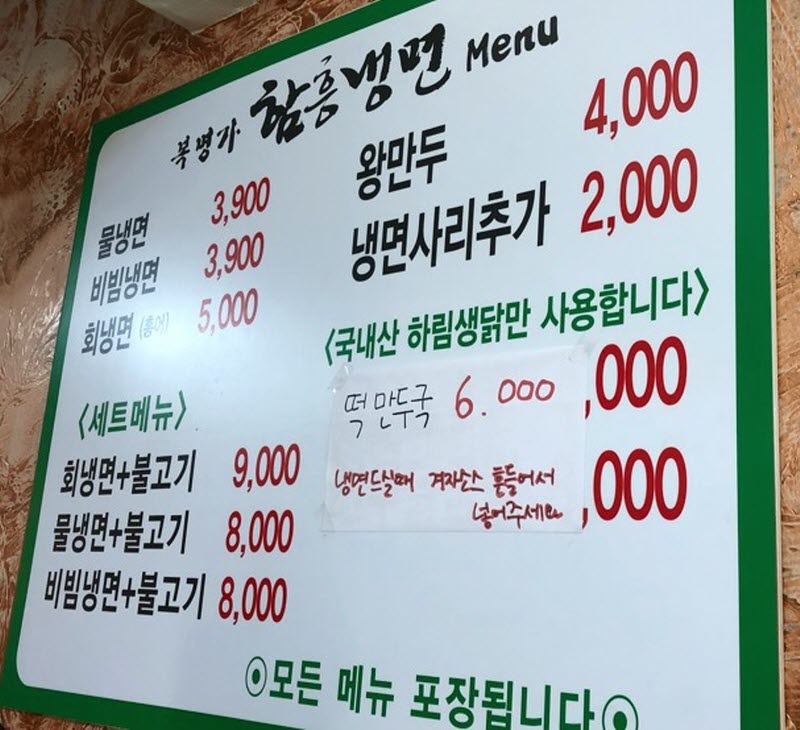 복명가 함흥냉면 Menu
물냉면 3,900
비빔냉면 3,900
회냉면 (홍어) 5,000
<세트메뉴>
회냉면+불고기 9,000
물냉면+불고기 8,000
비빔냉면+불고기 8,000
왕만두 4,000
냉면사리추가 2,000
<국내산 하림생닭만 사용합니다>
,000
떡만두국 6.000
냉면드실때 겨자소스 흔들어서
넣어주세요
,000
⊙모든 메뉴 포장됩니다⊙